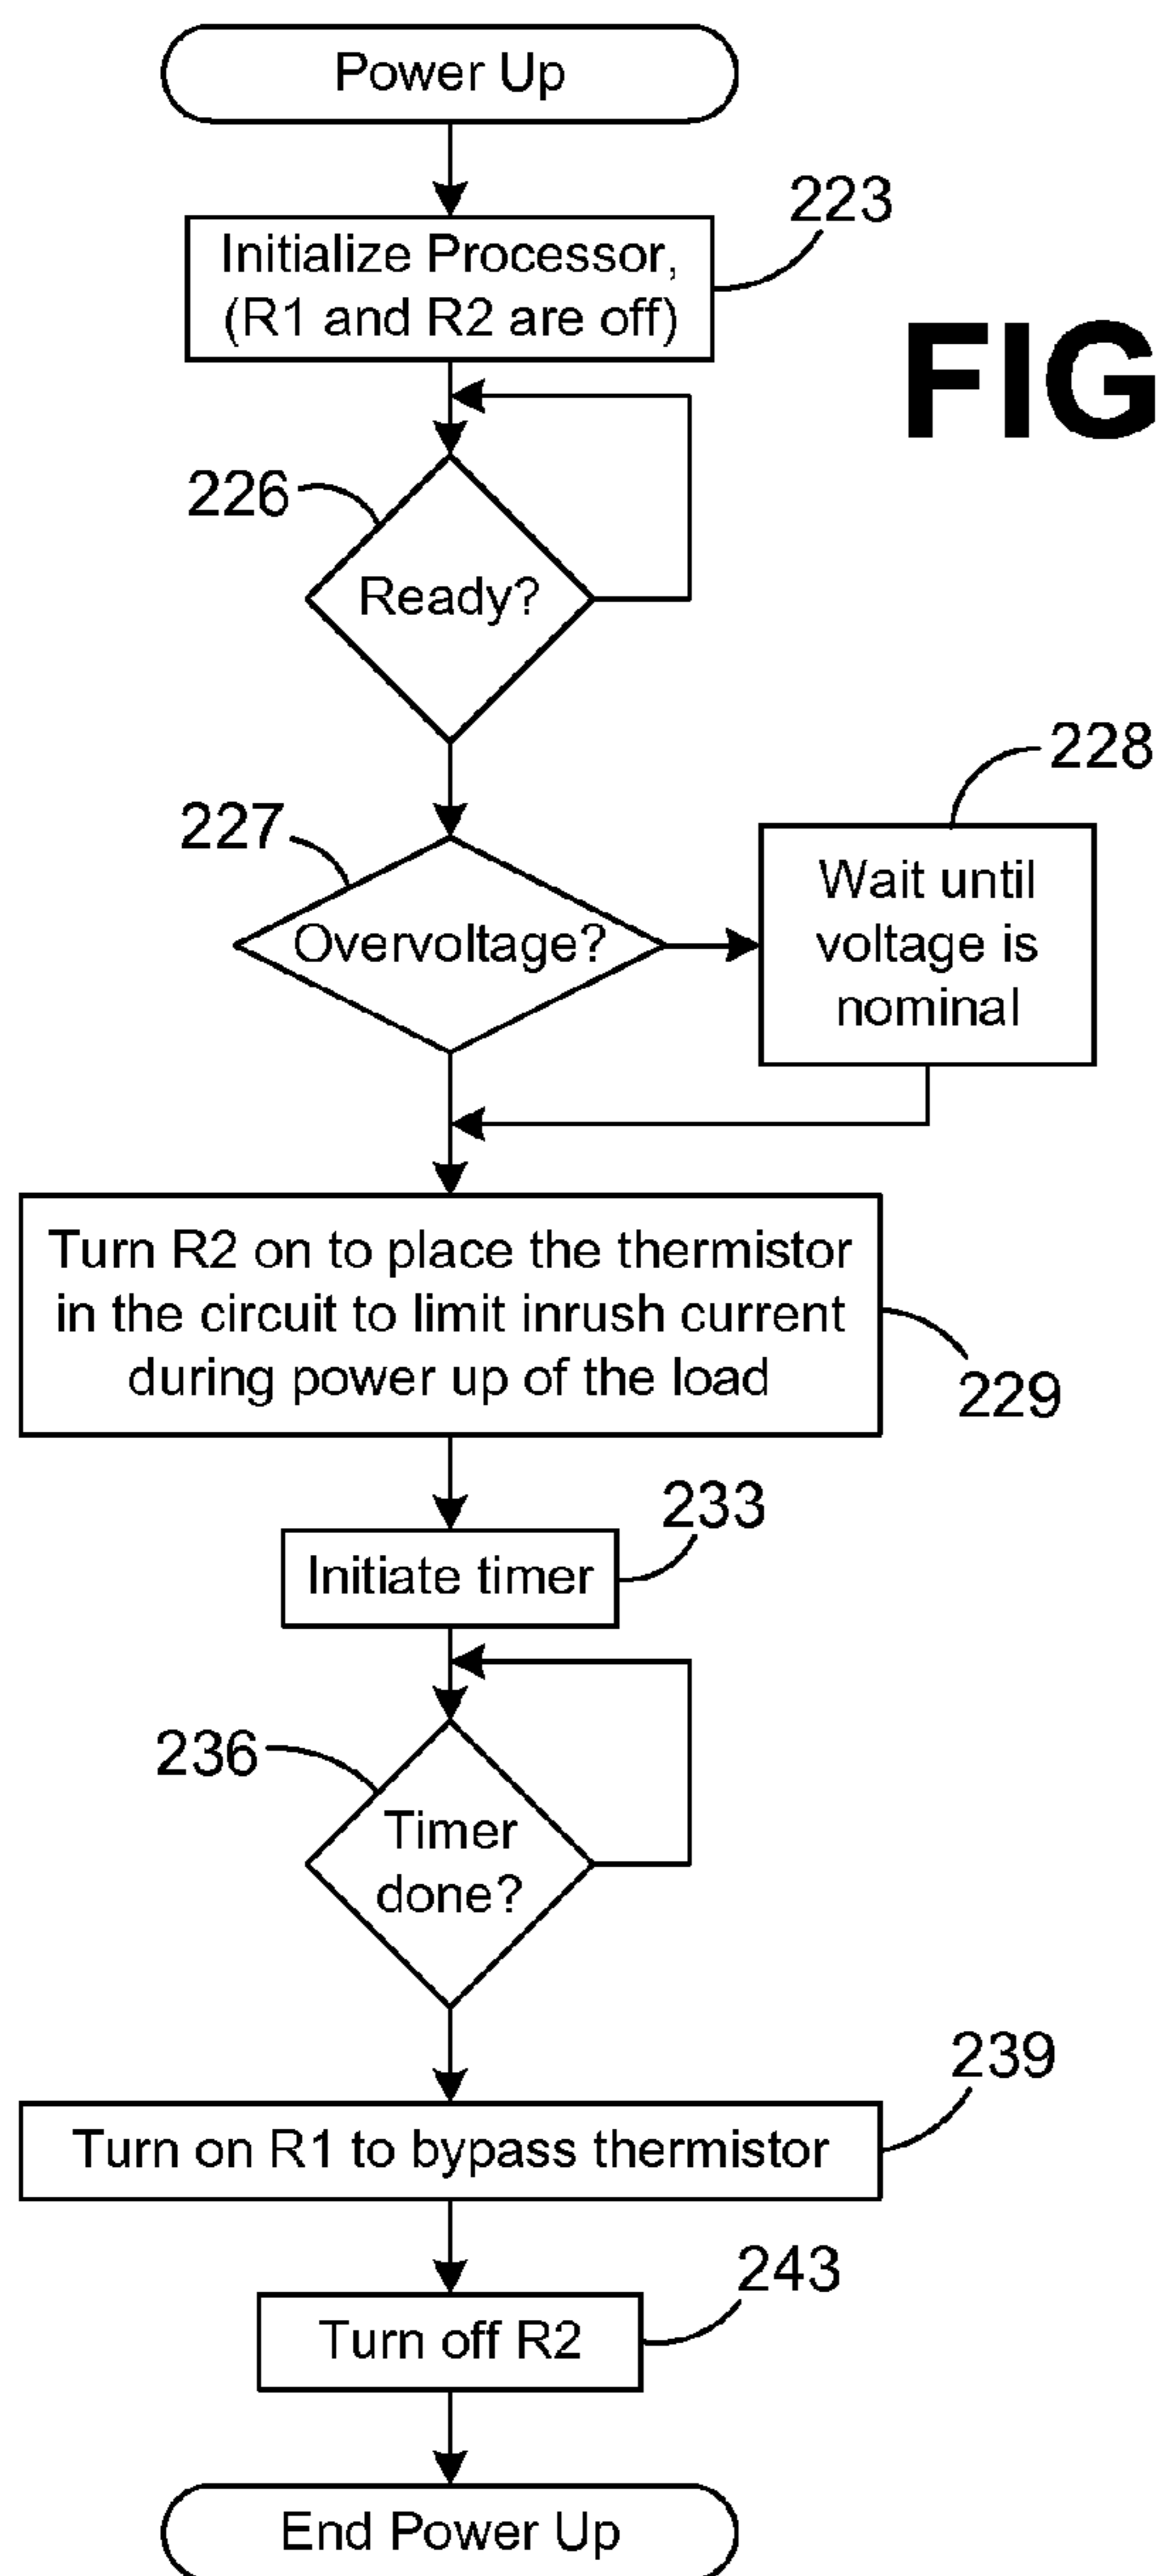 Power Up
223
Initialize Processor,
(R1 and R2 are off)
FIG
226
Ready?
228
227
Overvoltage?
Wait until
voltage is
nominal
Turn R2 on to place the thermistor
in the circuit to limit inrush current
during power up of the load
229
233
Initiate timer
236
Timer
done?
239
Turn on R1 to bypass thermistor
243
Turn off R2
End Power Up